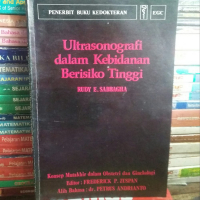 PENERBIT BUKU KEDOKTERAN
EGC
Ultrasonografi
dalam Kebidanan
Berisiko Tinggi
RUDY E. SABBAGHA
Konsep Mutakhir dalam Obstetri dan Ginekologi
Editor : FREDERICK P. ZUSPAN
Alih Bahasa : dr. PETRUS ANDRIANTO